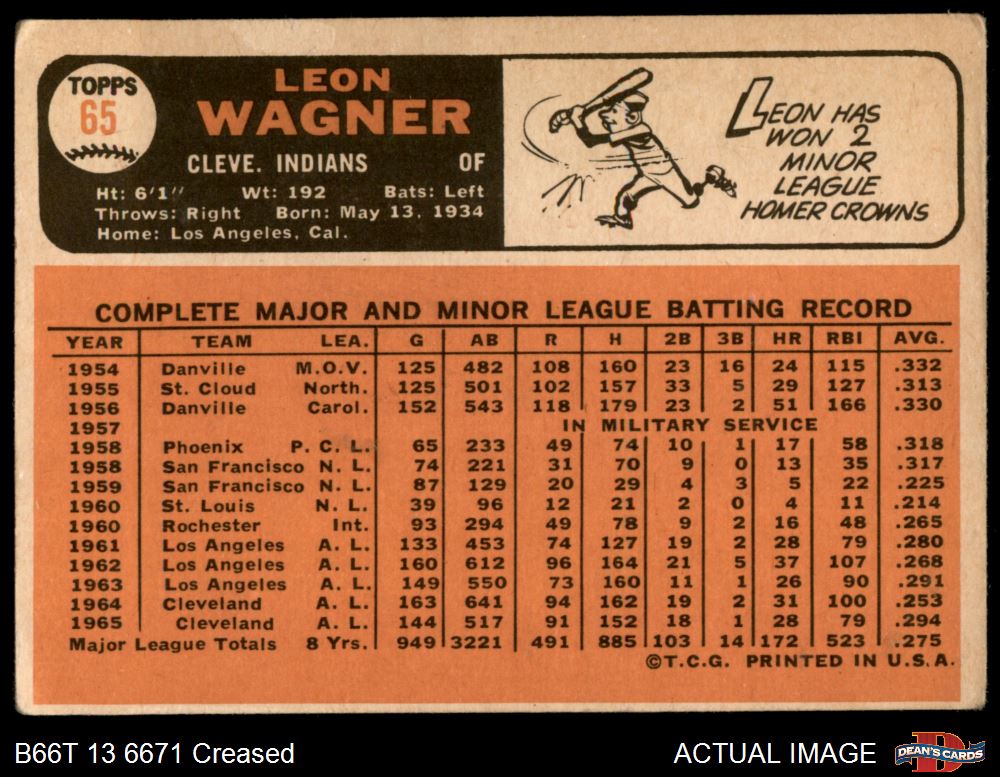 TOPPS
65
LEON
WAGNER
CLEVE. INDIANS OF
Ht: 6'1" Wt: 192 Bats: Left
Throws: Right Born: May 13, 1934
Home: Los Angeles, Cal.
LEON HAS
WON 2
MINOR
LEAGUE
HOMER CROWNS
COMPLETE MAJOR AND MINOR LEAGUE BATTING RECORD
YEAR TEAM LEA. G AB R H 2B 3B HR RBI AVG.
1954 Danville M.O.V. 125 482 108 160 23 16 24 115 .332
1955 St. Cloud North. 125 501 102 157 33 5 29 127 .313
1956 Danville Carol. 152 543 118 179 23 2 51 166 .330
1957 IN MILITARY SERVICE
1958 Phoenix P. C. L. 65 233 49 74 10 1 17 58 .318
1958 San Francisco N. L. 74 221 31 70 9 0 13 35 .317
1959 San Francisco N. L. 87 129 20 29 4 3 5 22 .225
1960 St. Louis N. L. 39 96 12 21 2 0 4 11 .214
1960 Rochester Int. 93 294 49 78 9 2 16 48 .265
1961 Los Angeles A. L. 133 453 74 127 19 2 28 79 .280
1962 Los Angeles A. L. 160 612 96 164 21 5 37 107 .268
1963 Los Angeles A. L. 149 550 73 160 11 1 26 90 .291
1964 Cleveland A. L. 163 641 94 162 19 2 31 100 .253
1965 Cleveland A. L. 144 517 91 152 18 1 28 79 .294
Major League Totals 8 Yrs. 949 3221 491 885 103 14 172 523 .275
©T.C.G. PRINTED IN U.S.A.
B66T 13 6671 Creased
ACTUAL IMAGE
DEAN'S CARDS